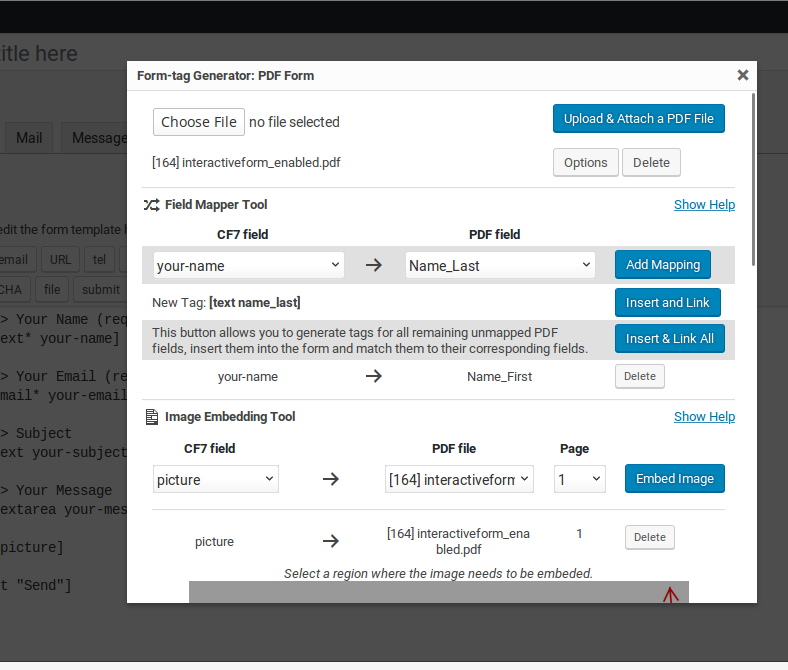 title here
Form-tag Generator: PDF Form
Choose File no file selected
Upload & Attach a PDF File
Mail Message
[164] interactiveform_enabled.pdf
Options Delete
Field Mapper Tool
Show Help
edit the form template
CF7 field PDF field
email URL tel
your-name Name_Last Add Mapping
CHA file submit
New Tag: [text name_last] Insert and Link
> Your Name (req
ext* your-name]
This button allows you to generate tags for all remaining unmapped PDF
fields, insert them into the form and match them to their corresponding fields.
Insert & Link All
> Your Email (re
your-name Name_First Delete
mail* your-email
Image Embedding Tool
Show Help
> Subject
ext your-subject
CF7 field PDF file Page
picture [164] interactiveform 1 Embed Image
> Your Message
extarea your-mes
picture]
picture
[164] interactiveform_ena
bled.pdf
1 Delete
Select a region where the image needs to be embeded.
t "Send"]